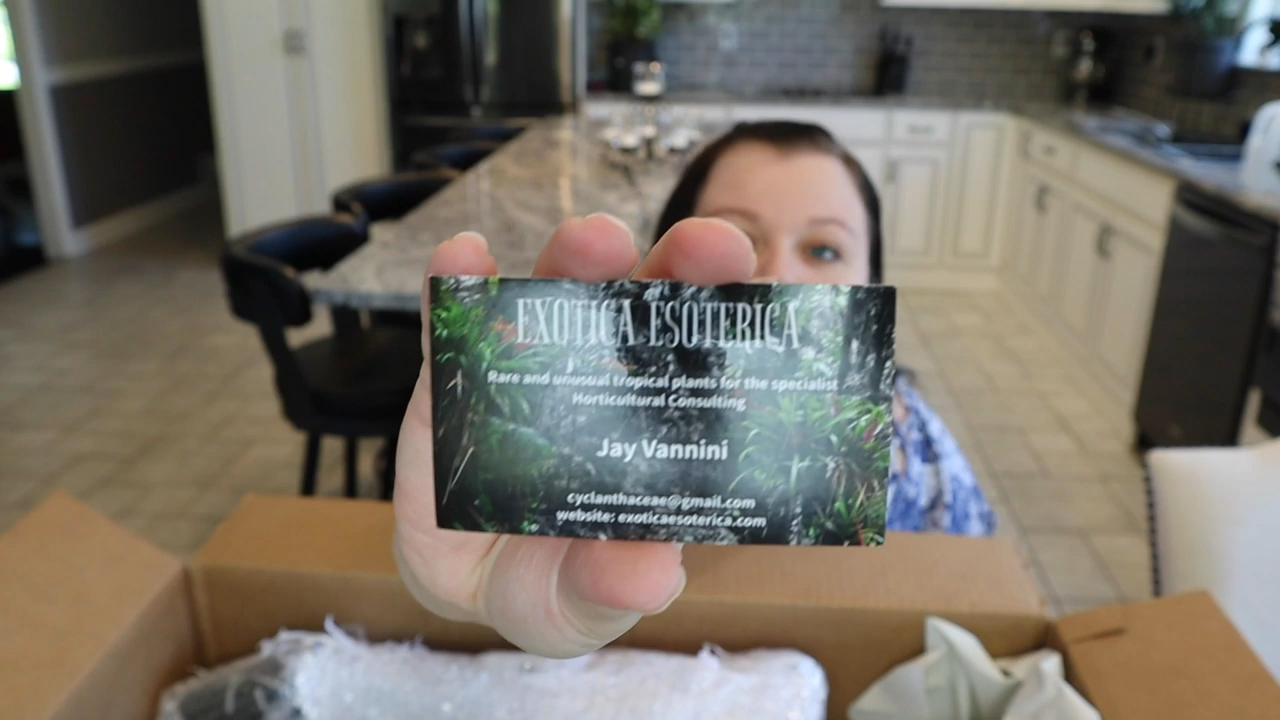 EXOTICA ESOTERICA
Rare and unusual tropical plants for the specialist
Horticultural Consulting
Jay Vannini
cyclanthaceae@gmail.com
website: exoticaesoterica.com